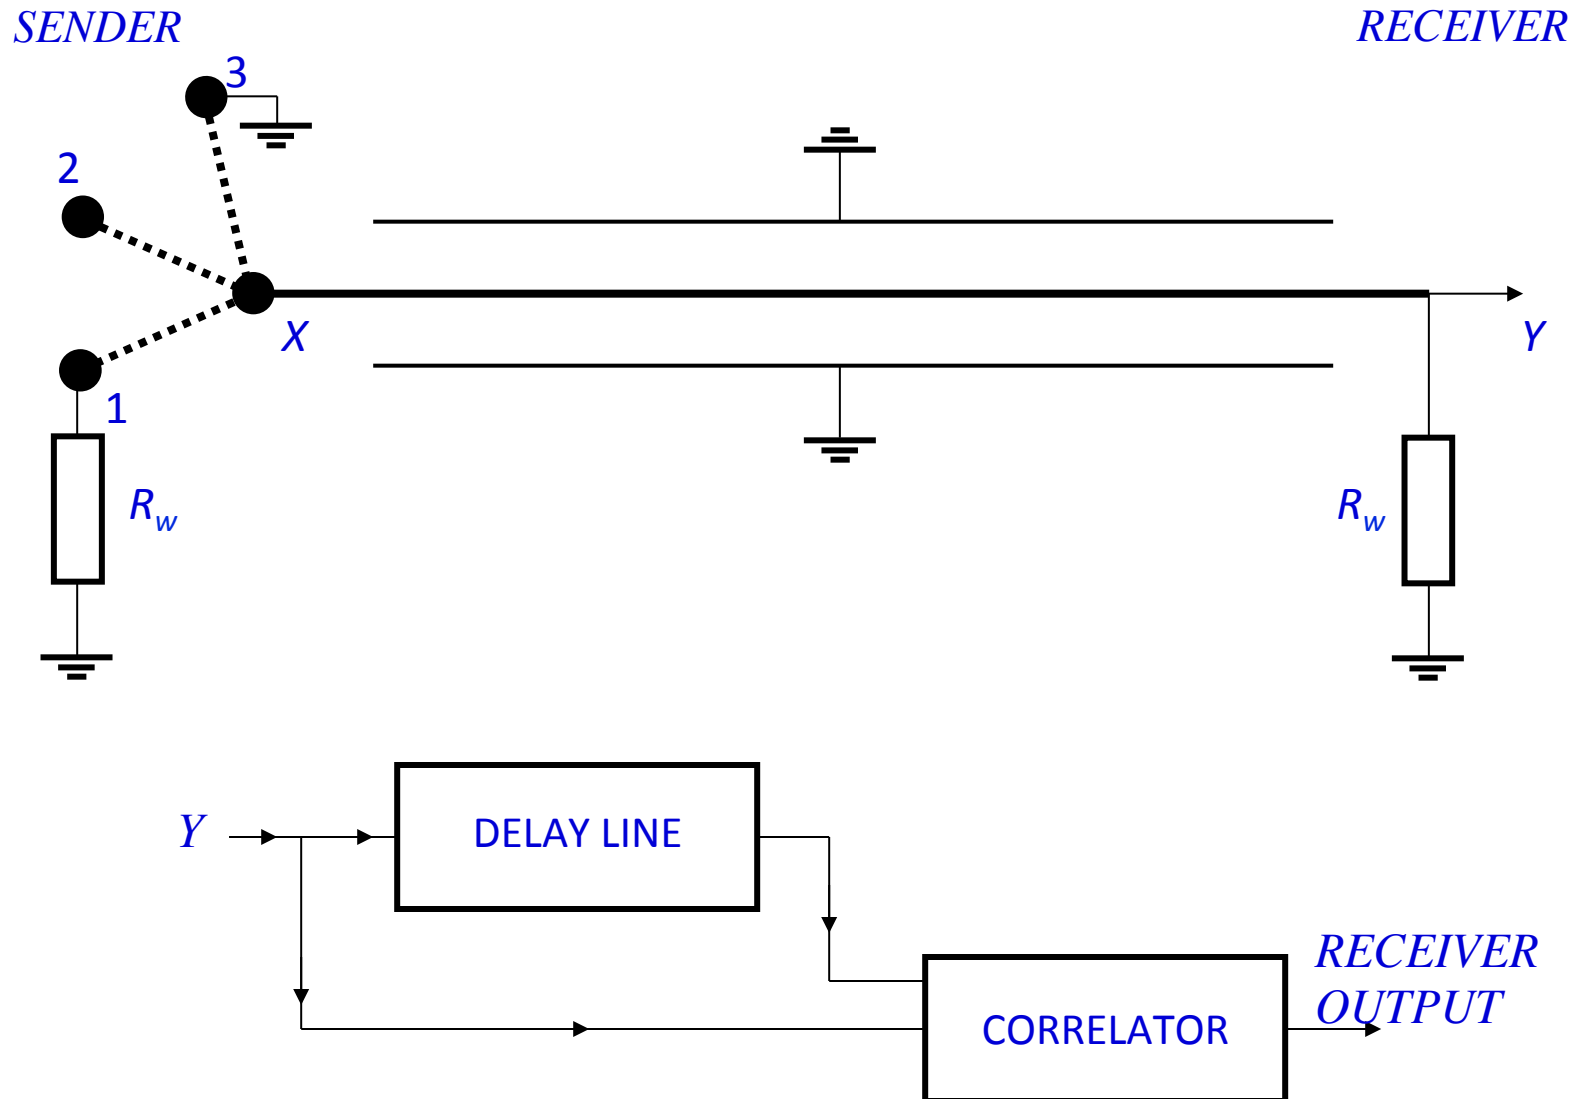 SENDER
RECEIVER
3
2
X
Y
1
Rw
Rw
Y
DELAY LINE
RECEIVER
OUTPUT
CORRELATOR